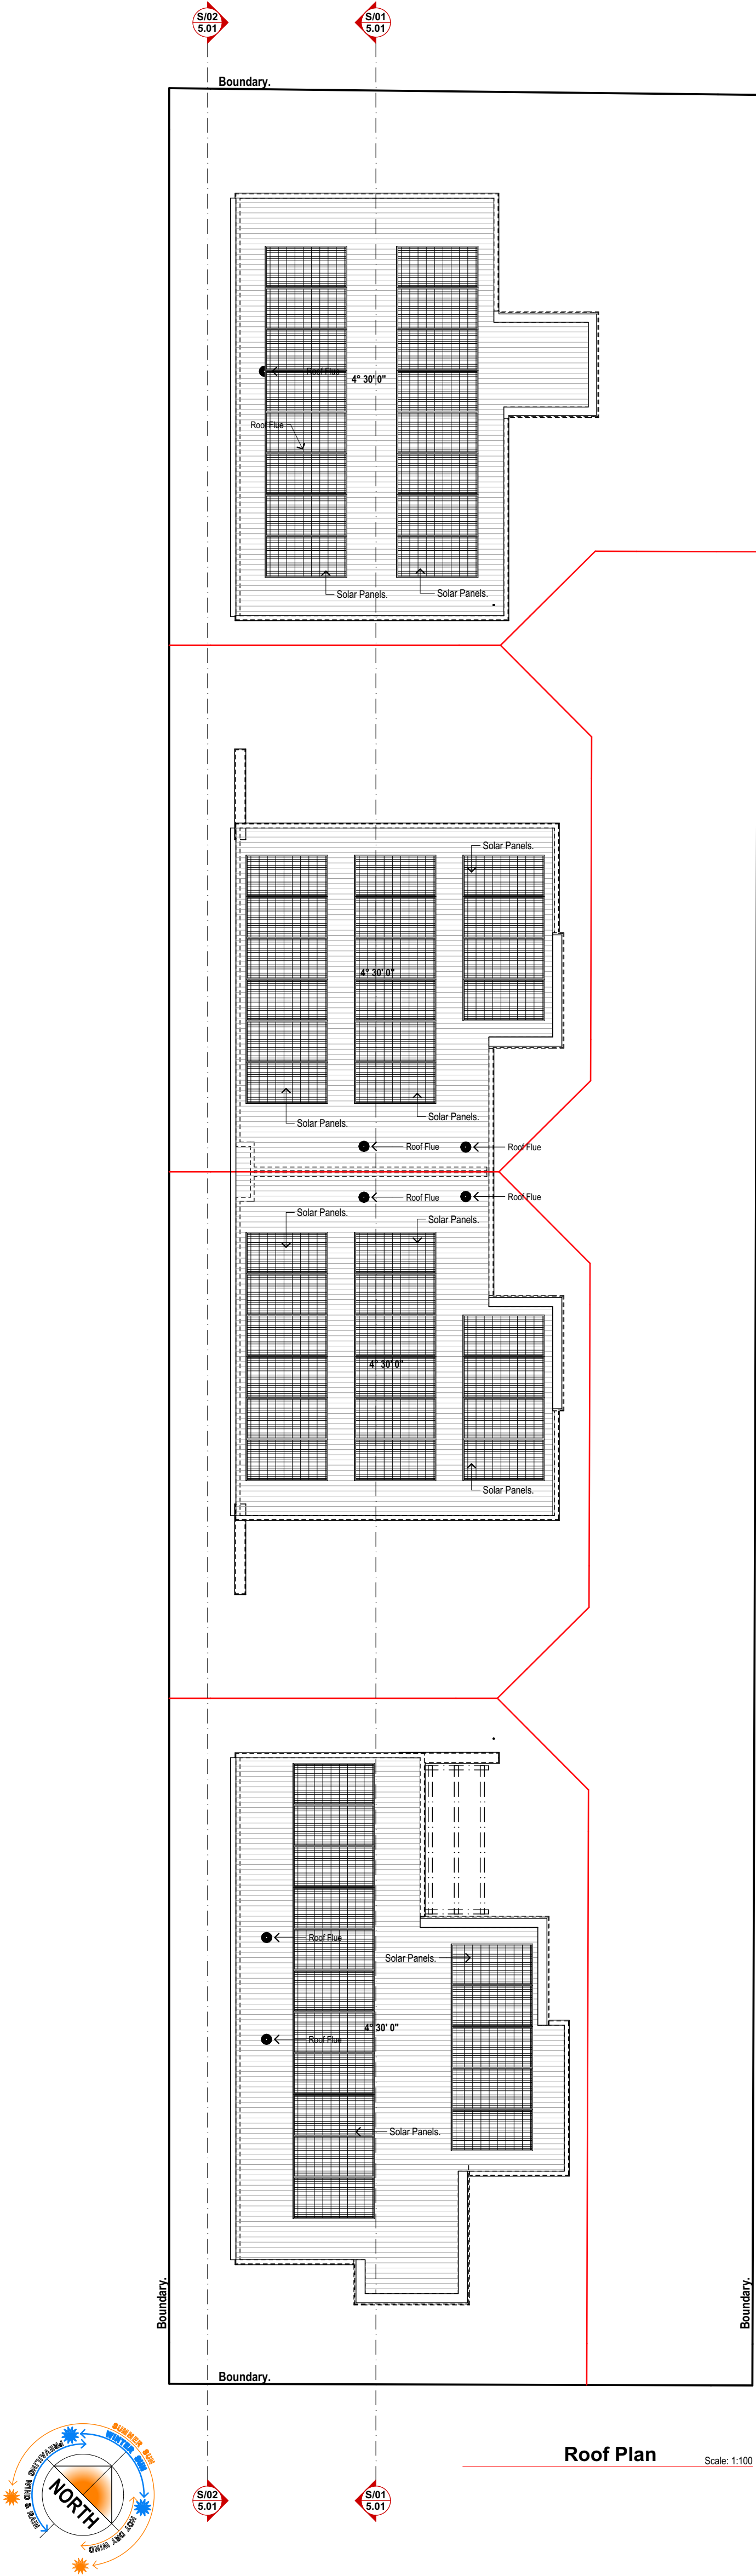 S/02
5.01
S/01
5.01
Boundary.
Roof Flue
4° 30' 0"
Roof Flue
Solar Panels.
Solar Panels.
Solar Panels.
4° 30' 0"
Solar Panels.
Solar Panels.
Roof Flue
Roof Flue
Roof Flue
Roof Flue
Solar Panels.
Solar Panels.
4° 30' 0"
Solar Panels.
Roof Flue
Solar Panels.
4° 30' 0"
Roof Flue
Solar Panels.
Boundary.
Boundary.
Boundary.
SUMMER SUN
WINTER SUN
PREVAILING WIND & RAIN
NORTH
HOT DRY WIND
Roof Plan
Scale: 1:100
S/02
5.01
S/01
5.01